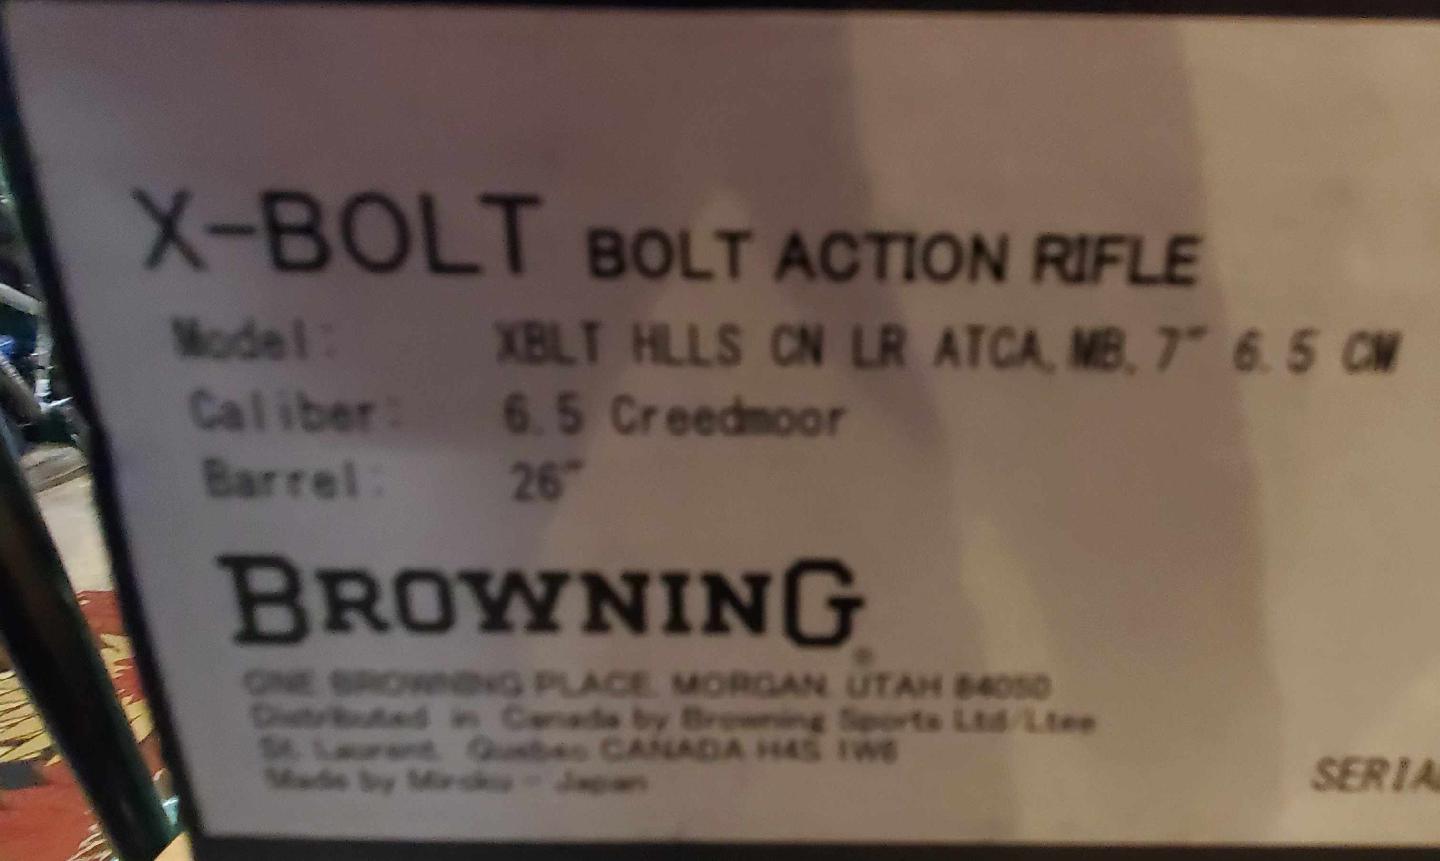 X-BOLT BOLT ACTION RIFLE
Model: XBLT HLLS CN LR ATCA, MB, 7" 6.5 CM
Caliber: 6.5 Creedmoor
Barrel: 26"
BROWNING®
ONE BROWNING PLACE, MORGAN, UTAH 84050
Distributed in Canada by Browning Sports Ltd/Ltee
St. Laurent, Quebec CANADA H4S 1W6
Made by Miroku - Japan
SERIA